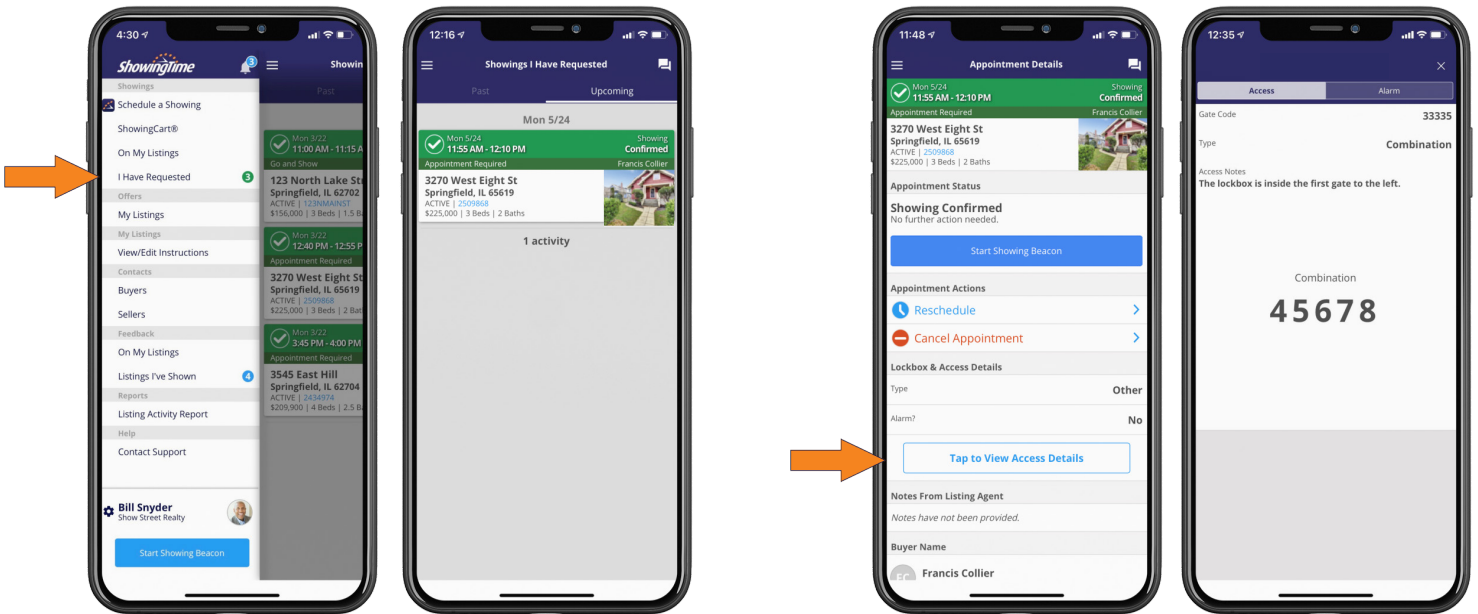 4:30
ShowingTime
3
Showings
Schedule a Showing
ShowingCart®
On My Listings
I Have Requested 3
Offers
My Listings
My Listings
View/Edit Instructions
Contacts
Buyers
Sellers
Feedback
On My Listings
Listings I've Shown 4
Reports
Listing Activity Report
Help
Contact Support
Bill Snyder
Show Street Realty
Start Showing Beacon
Showin
Past
Mon 3/22
11:00 AM - 11:15 A
Go and Show
123 North Lake Str
Springfield, IL 62702
ACTIVE | 123NMAINST
$156,000 | 3 Beds | 1.5 Ba
Mon 3/22
12:40 PM - 12:55 P
Appointment Required
3270 West Eight St
Springfield, IL 65619
ACTIVE | 2509868
$225,000 | 3 Beds | 2 Bat
Mon 3/22
3:45 PM - 4:00 PM
Appointment Required
3545 East Hill
Springfield, IL 62704
ACTIVE | 2434974
$209,900 | 4 Beds | 2.5 Ba
12:16
Showings I Have Requested
Past Upcoming
Mon 5/24
Mon 5/24 Showing
11:55 AM - 12:10 PM Confirmed
Appointment Required Francis Collier
3270 West Eight St
Springfield, IL 65619
ACTIVE | 2509868
$225,000 | 3 Beds | 2 Baths
1 activity
11:48
Appointment Details
Mon 5/24 Showing
11:55 AM - 12:10 PM Confirmed
Appointment Required Francis Collier
3270 West Eight St
Springfield, IL 65619
ACTIVE | 2509868
$225,000 | 3 Beds | 2 Baths
Appointment Status
Showing Confirmed
No further action needed.
Start Showing Beacon
Appointment Actions
Reschedule
Cancel Appointment
Lockbox & Access Details
Type Other
Alarm? No
Tap to View Access Details
Notes From Listing Agent
Notes have not been provided.
Buyer Name
FC Francis Collier
12:35
Access Alarm
Gate Code 33335
Type Combination
Access Notes
The lockbox is inside the first gate to the left.
Combination
45678